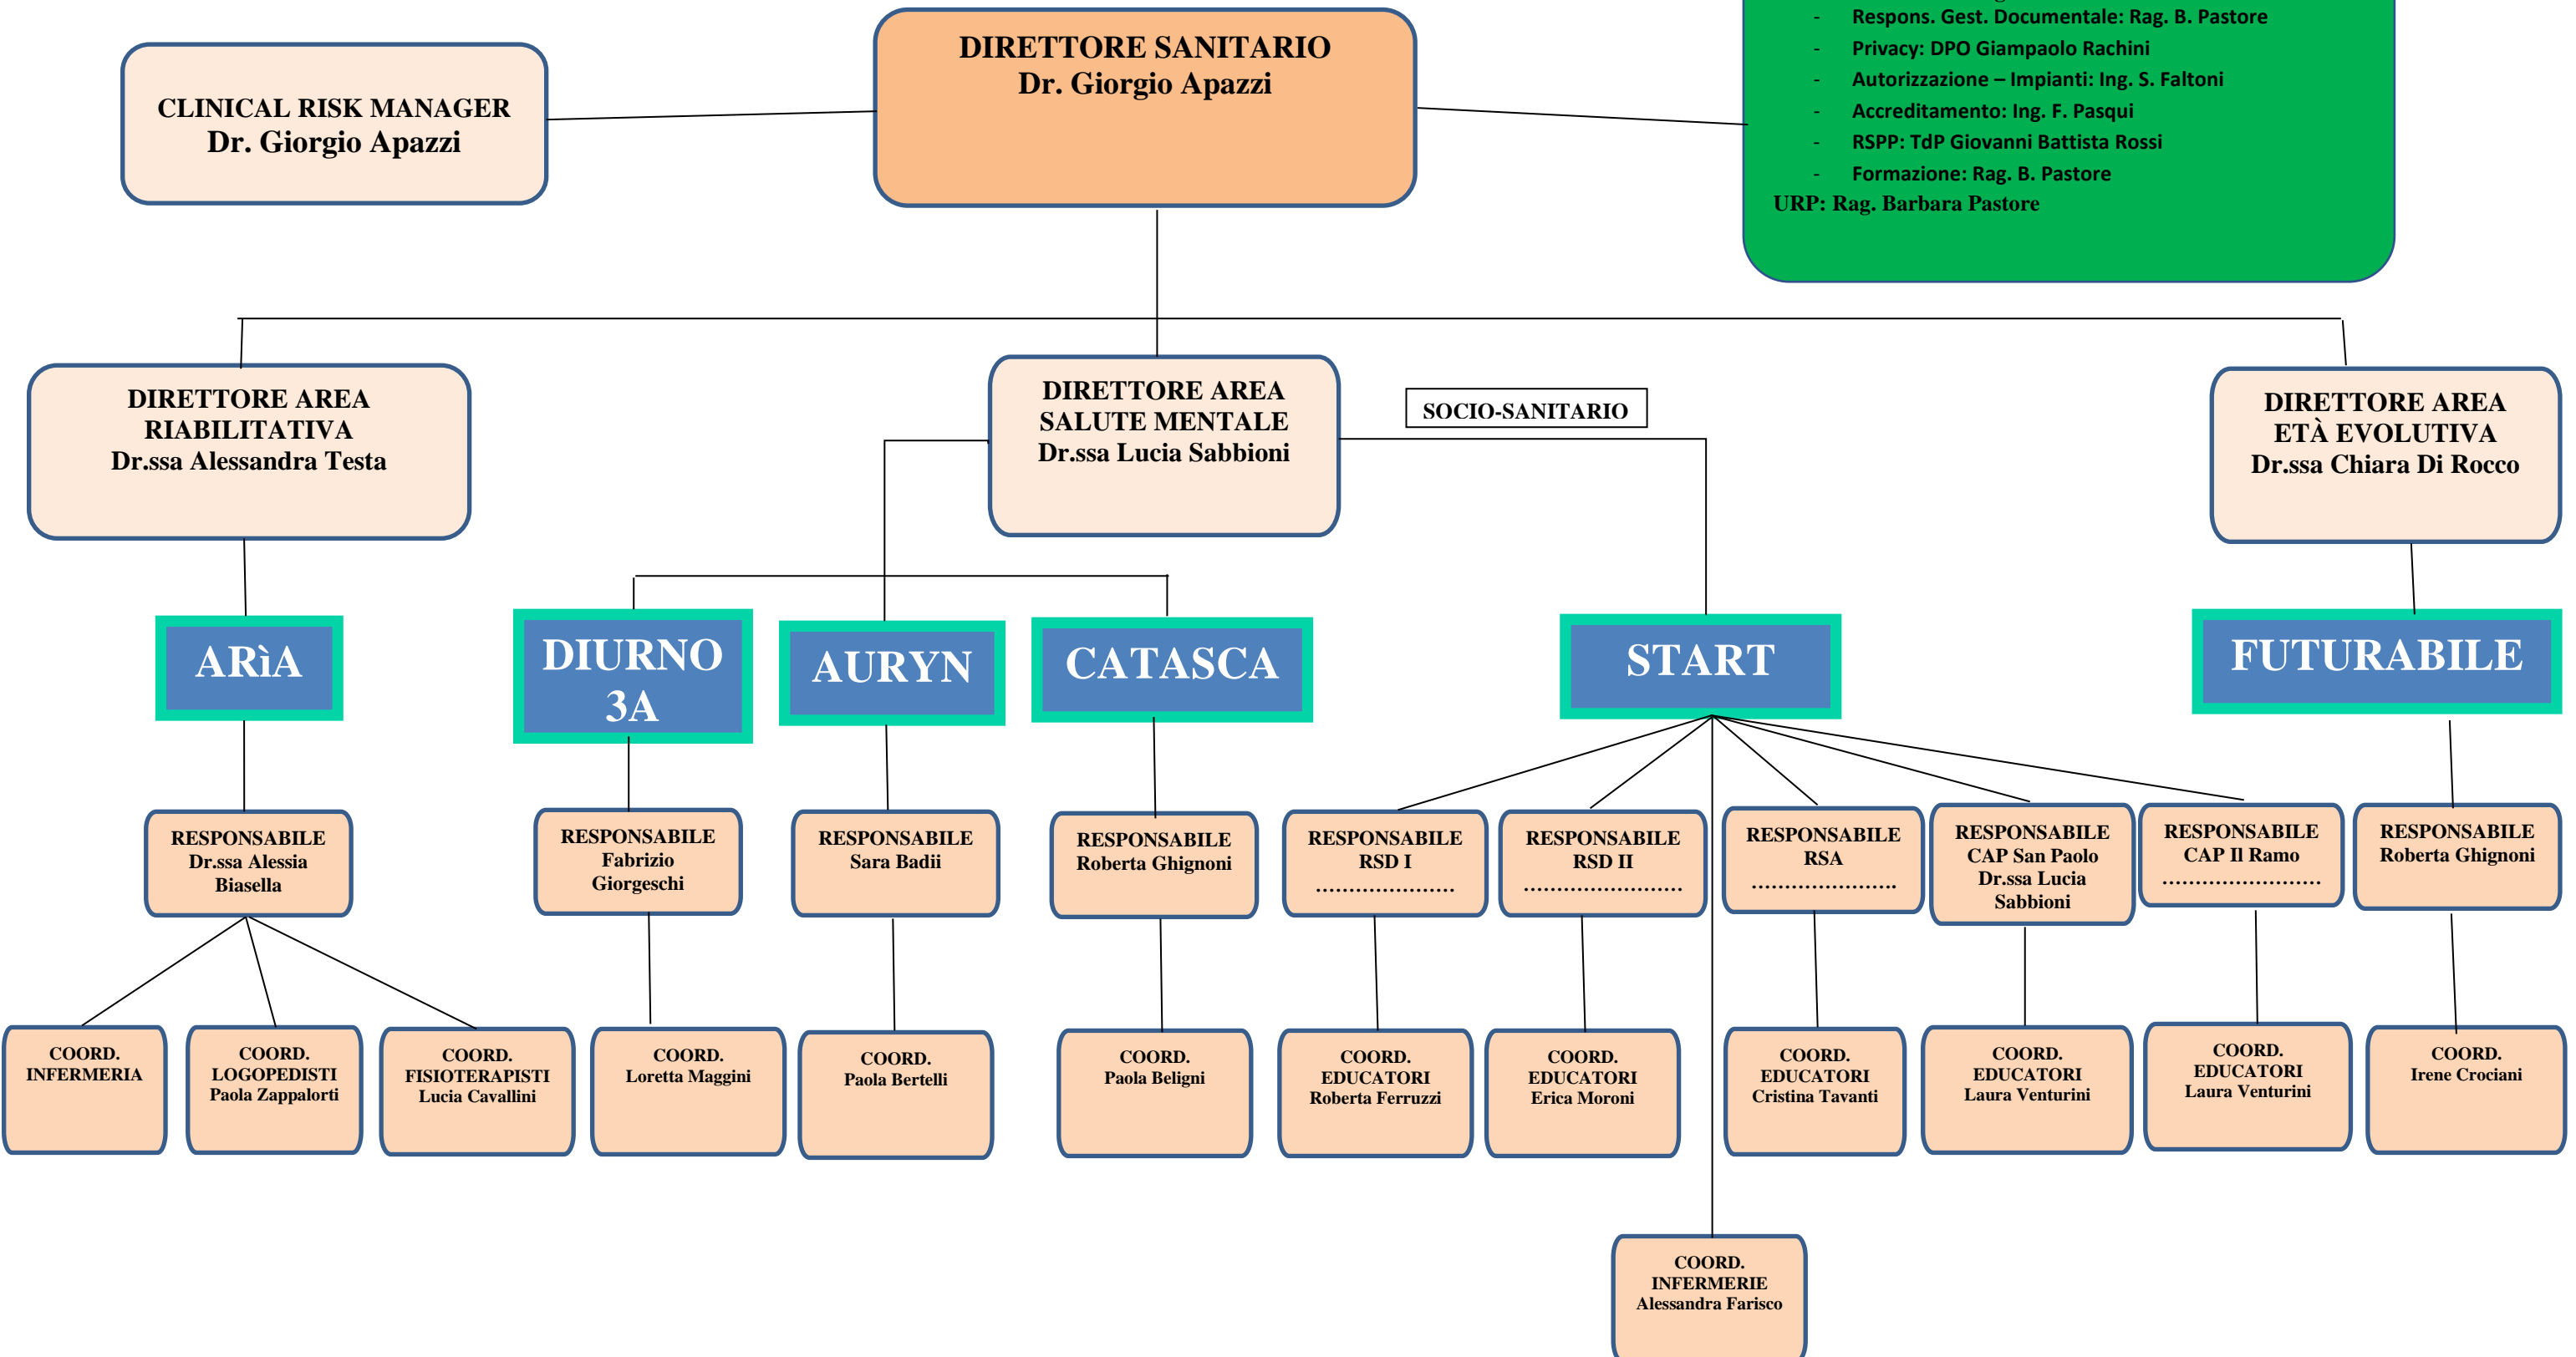 - Respons. Gest. Documentale: Rag. B. Pastore
- Privacy: DPO Giampaolo Rachini
- Autorizzazione – Impianti: Ing. S. Faltoni
- Accreditamento: Ing. F. Pasqui
- RSPP: TdP Giovanni Battista Rossi
- Formazione: Rag. B. Pastore
URP: Rag. Barbara Pastore
DIRETTORE SANITARIO
Dr. Giorgio Apazzi
CLINICAL RISK MANAGER
Dr. Giorgio Apazzi
DIRETTORE AREA
RIABILITATIVA
Dr.ssa Alessandra Testa
DIRETTORE AREA
SALUTE MENTALE
Dr.ssa Lucia Sabbioni
SOCIO-SANITARIO
DIRETTORE AREA
ETÀ EVOLUTIVA
Dr.ssa Chiara Di Rocco
ARìA
DIURNO
3A
AURYN
CATASCA
START
FUTURABILE
RESPONSABILE
Dr.ssa Alessia
Biasella
RESPONSABILE
Fabrizio
Giorgeschi
RESPONSABILE
Sara Badii
RESPONSABILE
Roberta Ghignoni
RESPONSABILE
RSD I
…………………
RESPONSABILE
RSD II
……………………
RESPONSABILE
RSA
………………….
RESPONSABILE
CAP San Paolo
Dr.ssa Lucia
Sabbioni
RESPONSABILE
CAP Il Ramo
……………………
RESPONSABILE
Roberta Ghignoni
COORD.
INFERMERIA
COORD.
LOGOPEDISTI
Paola Zappalorti
COORD.
FISIOTERAPISTI
Lucia Cavallini
COORD.
Loretta Maggini
COORD.
Paola Bertelli
COORD.
Paola Beligni
COORD.
EDUCATORI
Roberta Ferruzzi
COORD.
EDUCATORI
Erica Moroni
COORD.
EDUCATORI
Cristina Tavanti
COORD.
EDUCATORI
Laura Venturini
COORD.
EDUCATORI
Laura Venturini
COORD.
Irene Crociani
COORD.
INFERMERIE
Alessandra Farisco